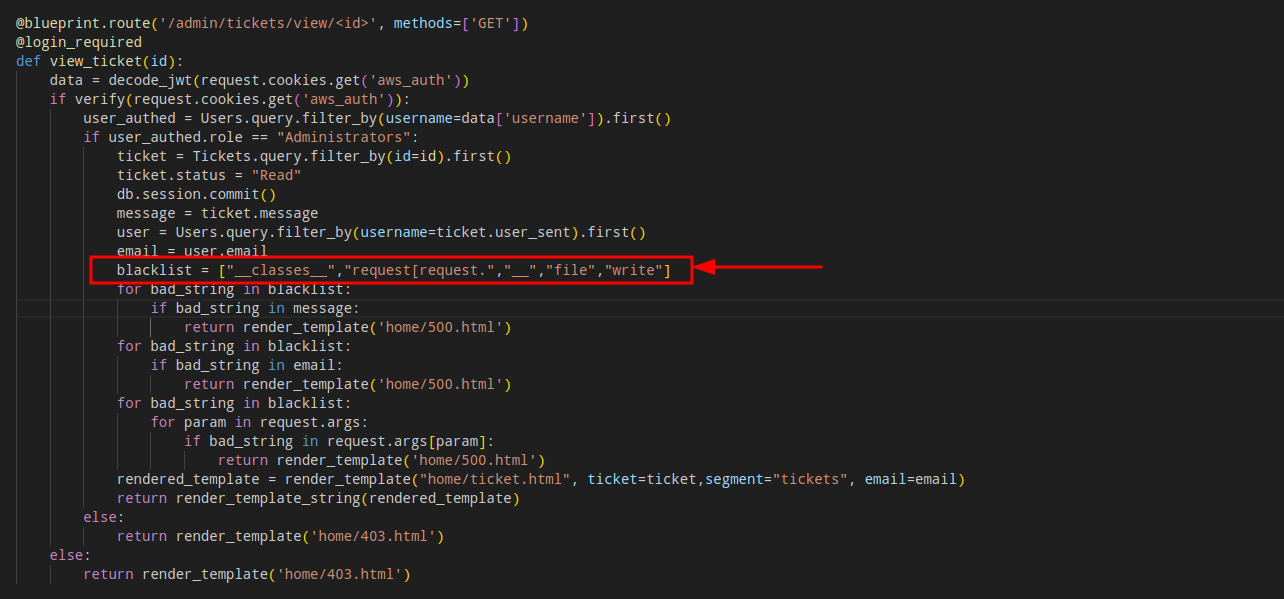 @blueprint.route('/admin/tickets/view/<id>', methods=['GET'])
@login_required
def view_ticket(id):
    data = decode_jwt(request.cookies.get('aws_auth'))
    if verify(request.cookies.get('aws_auth')):
        user_authed = Users.query.filter_by(username=data['username']).first()
        if user_authed.role == "Administrators":
            ticket = Tickets.query.filter_by(id=id).first()
            ticket.status = "Read"
            db.session.commit()
            message = ticket.message
            user = Users.query.filter_by(username=ticket.user_sent).first()
            email = user.email
            blacklist = ["__classes__","request[request.","__","file","write"]
            for bad_string in blacklist:
                if bad_string in message:
                    return render_template('home/500.html')
            for bad_string in blacklist:
                if bad_string in email:
                    return render_template('home/500.html')
            for bad_string in blacklist:
                for param in request.args:
                    if bad_string in request.args[param]:
                        return render_template('home/500.html')
            rendered_template = render_template("home/ticket.html", ticket=ticket,segment="tickets", email=email)
            return render_template_string(rendered_template)
        else:
            return render_template('home/403.html')
    else:
        return render_template('home/403.html')